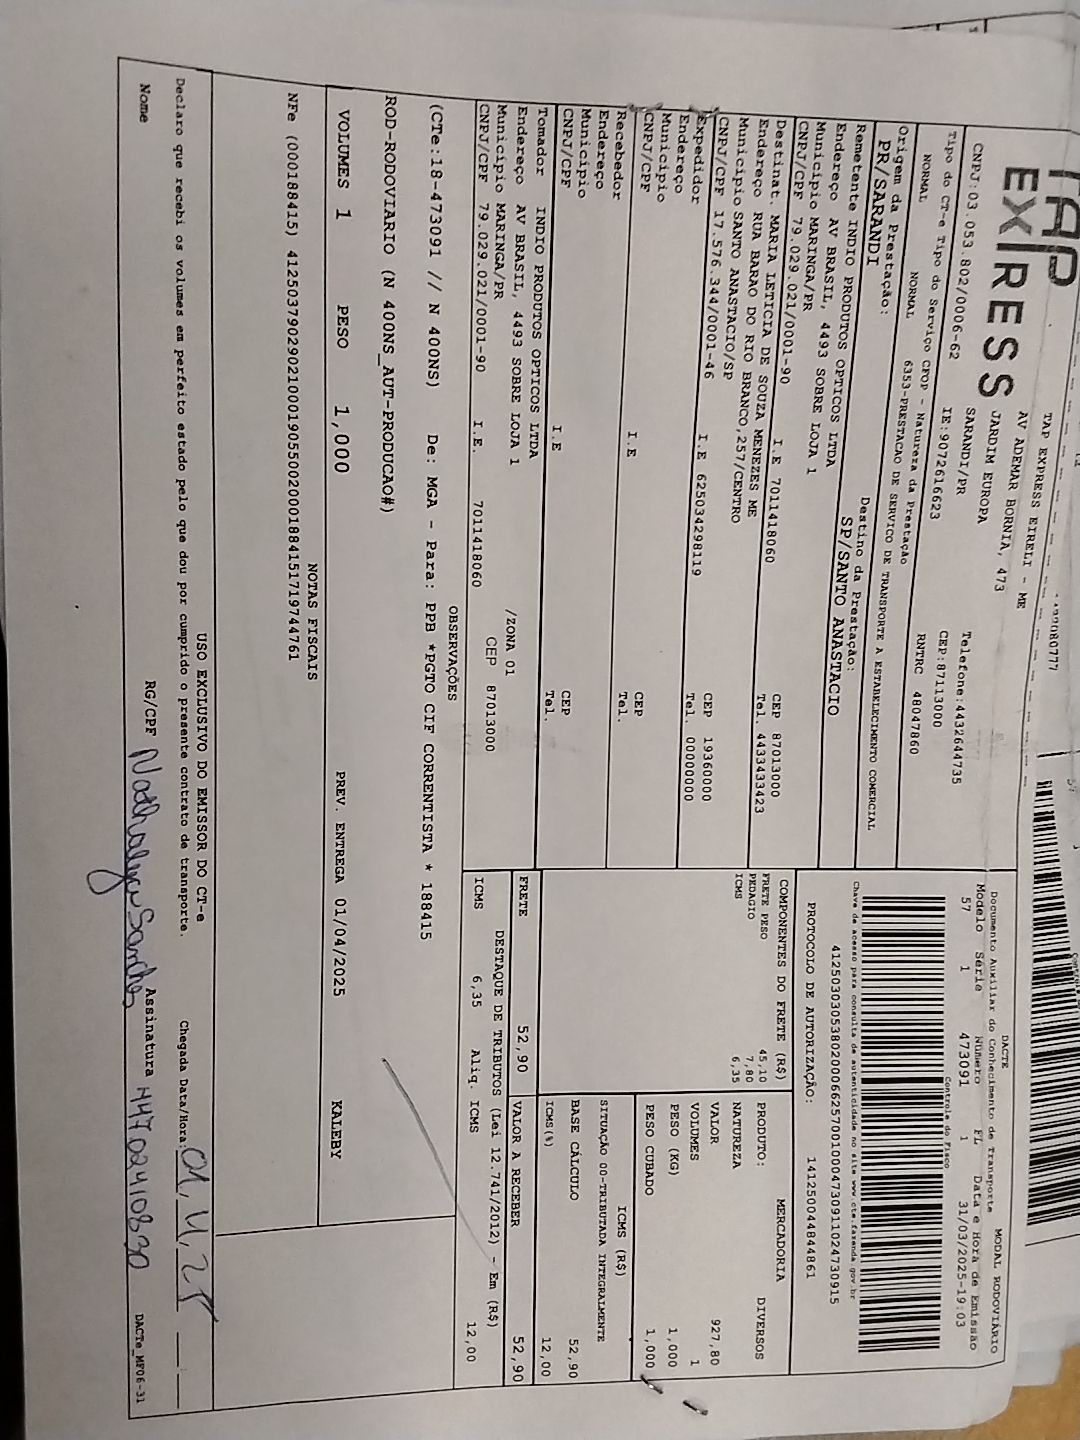 TAP EXPRESS
TAP EXPRESS EIRELI - ME
AV ADEMAR BORNIA, 473
JARDIM EUROPA
SARANDI/PR
Telefone:4432644735
CEP:87113000
CNPJ:03.053.802/0006-62 IE:9072616623 RNTRC 48047860
Tipo do CT-e Tipo do Serviço CFOP - Natureza da Prestação
NORMAL NORMAL 6353-PRESTACAO DE SERVICO DE TRANSPORTE A ESTABELECIMENTO COMERCIAL
Origem da Prestação: Destino da Prestação:
PR/SARANDI SP/SANTO ANASTACIO
Remetente INDIO PRODUTOS OPTICOS LTDA
Endereço AV BRASIL, 4493 SOBRE LOJA 1
Município MARINGA/PR CEP 87013000
CNPJ/CPF 79.029.021/0001-90 I.E 7011418060 Tel. 4433433423
Destinat. MARIA LETICIA DE SOUZA MENEZES ME
Endereço RUA BARAO DO RIO BRANCO,257/CENTRO
Município SANTO ANASTACIO/SP CEP 19360000
CNPJ/CPF 17.576.344/0001-46 I.E 625034298119 Tel. 00000000
Expedidor
Endereço
Município CEP
CNPJ/CPF I.E Tel.
Recebedor
Endereço
Município CEP
CNPJ/CPF I.E Tel.
Tomador INDIO PRODUTOS OPTICOS LTDA
Endereço AV BRASIL, 4493 SOBRE LOJA 1 /ZONA 01
Município MARINGA/PR CEP 87013000
CNPJ/CPF 79.029.021/0001-90 I.E. 7011418060
DACTE MODAL RODOVIÁRIO
Documento Auxiliar do Conhecimento de Transporte
Modelo Série Número FL Data e Hora de Emissão
57 1 473091 1 31/03/2025-19:03
Controle do Fisco
Chave de acesso para consulta de autenticidade no site www.cte.fazenda.gov.br
41250303053802000662570010004730911024730915
PROTOCOLO DE AUTORIZAÇÃO: 141250044844861
COMPONENTES DO FRETE (R$)
FRETE PESO 45,10
PEDAGIO 7,80
ICMS 6,35
MERCADORIA
PRODUTO: DIVERSOS
NATUREZA
VALOR 927,80
VOLUMES 1
PESO (KG) 1,000
PESO CUBADO 1,000
ICMS (R$)
SITUAÇÃO 00-TRIBUTADA INTEGRALMENTE
BASE CÁLCULO 52,90
ICMS(%) 12,00
FRETE 52,90 VALOR A RECEBER 52,90
DESTAQUE DE TRIBUTOS (Lei 12.741/2012) - Em (R$)
ICMS 6,35 Aliq. ICMS 12,00
OBSERVAÇÕES
(CTe:18-473091 // N 400NS) De: MGA - Para: PPB *PGTO CIF CORRENTISTA * 188415
ROD-RODOVIARIO (N 400NS_AUT-PRODUCAO#)
VOLUMES 1 PESO 1,000 PREV. ENTREGA 01/04/2025 KALEBY
NOTAS FISCAIS
NFe (000188415) 41250379029021000190550020001884151719744761
USO EXCLUSIVO DO EMISSOR DO CT-e
Declaro que recebi os volumes em perfeito estado pelo que dou por cumprido o presente contrato de transporte. Chegada Data/Hora: 01, 4, 25
Nome RG/CPF Nathalya Sanches Assinatura 44702410830 DACTe_MF06-31